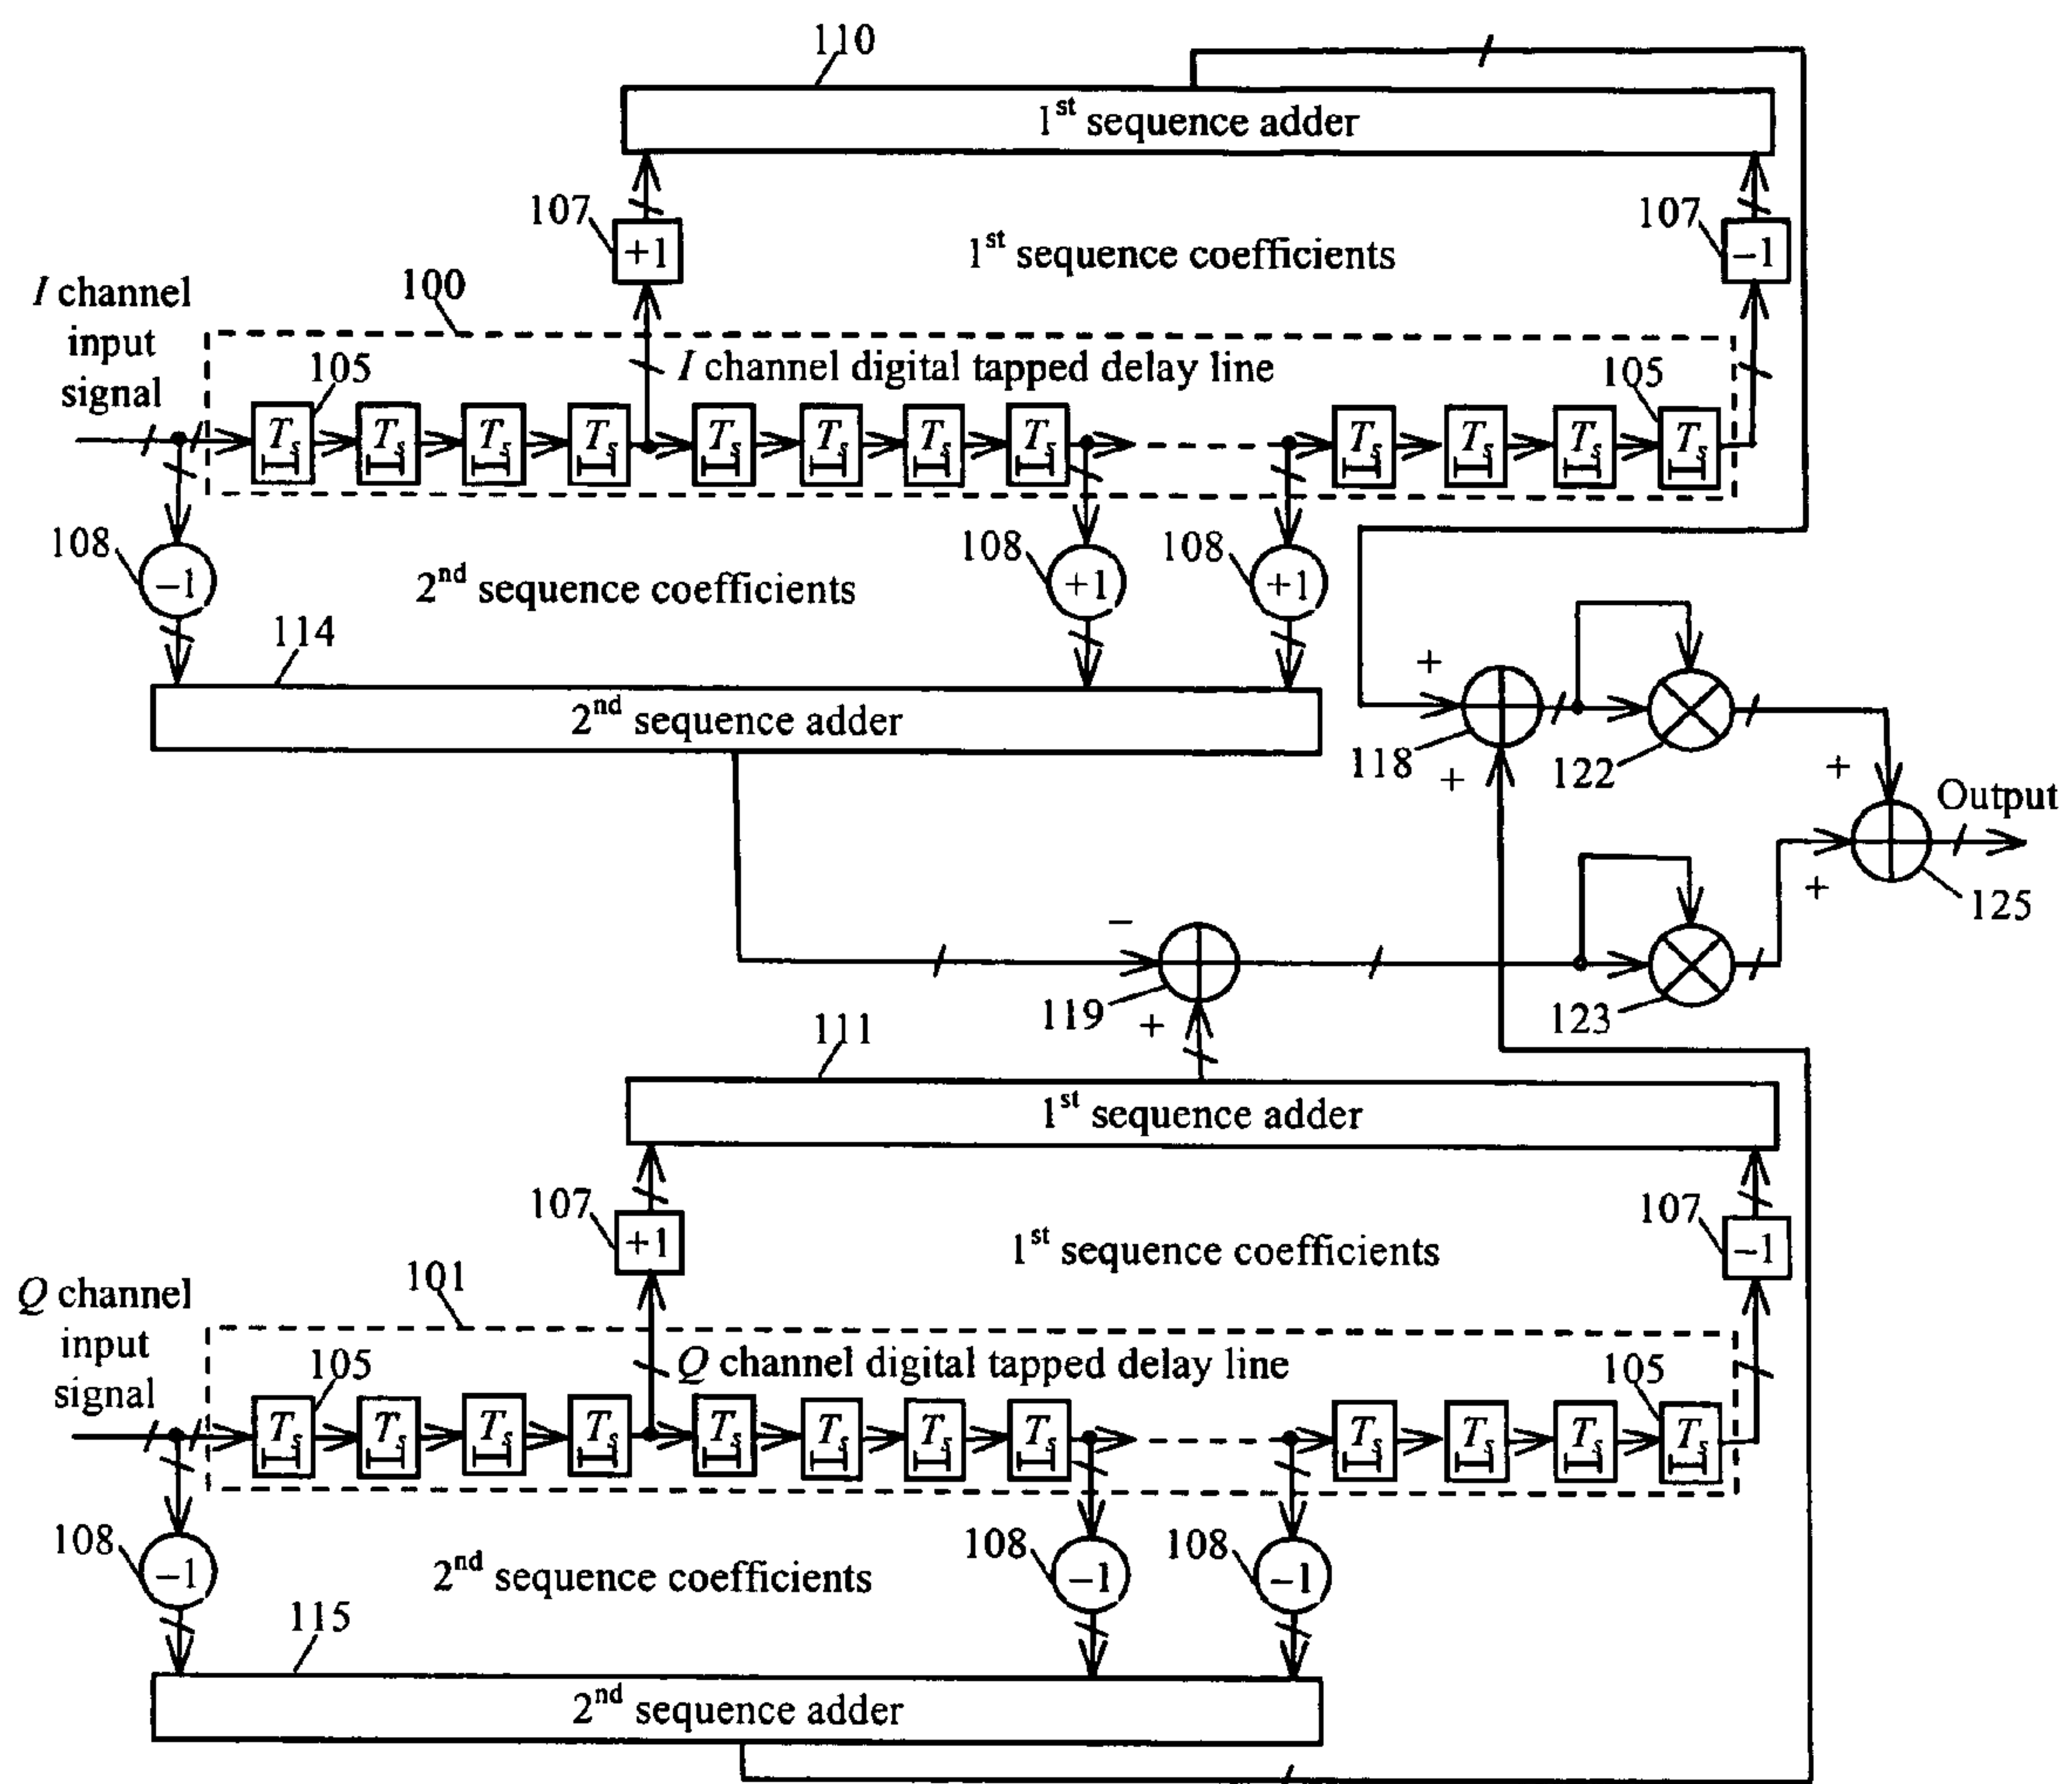 110
1st sequence adder
107
+1
1st sequence coefficients
107
−1
100
I channel
input
signal
I channel digital tapped delay line
105
105
Ts Ts Ts Ts Ts Ts Ts Ts Ts Ts Ts Ts
108
−1
2nd sequence coefficients
108
+1
108
+1
114
2nd sequence adder
+
118
+
122
+
Output
+
125
−
119
+
123
111
1st sequence adder
107
+1
1st sequence coefficients
107
−1
101
Q channel
input
signal
Q channel digital tapped delay line
105
105
Ts Ts Ts Ts Ts Ts Ts Ts Ts Ts Ts Ts
108
−1
2nd sequence coefficients
108
−1
108
−1
115
2nd sequence adder